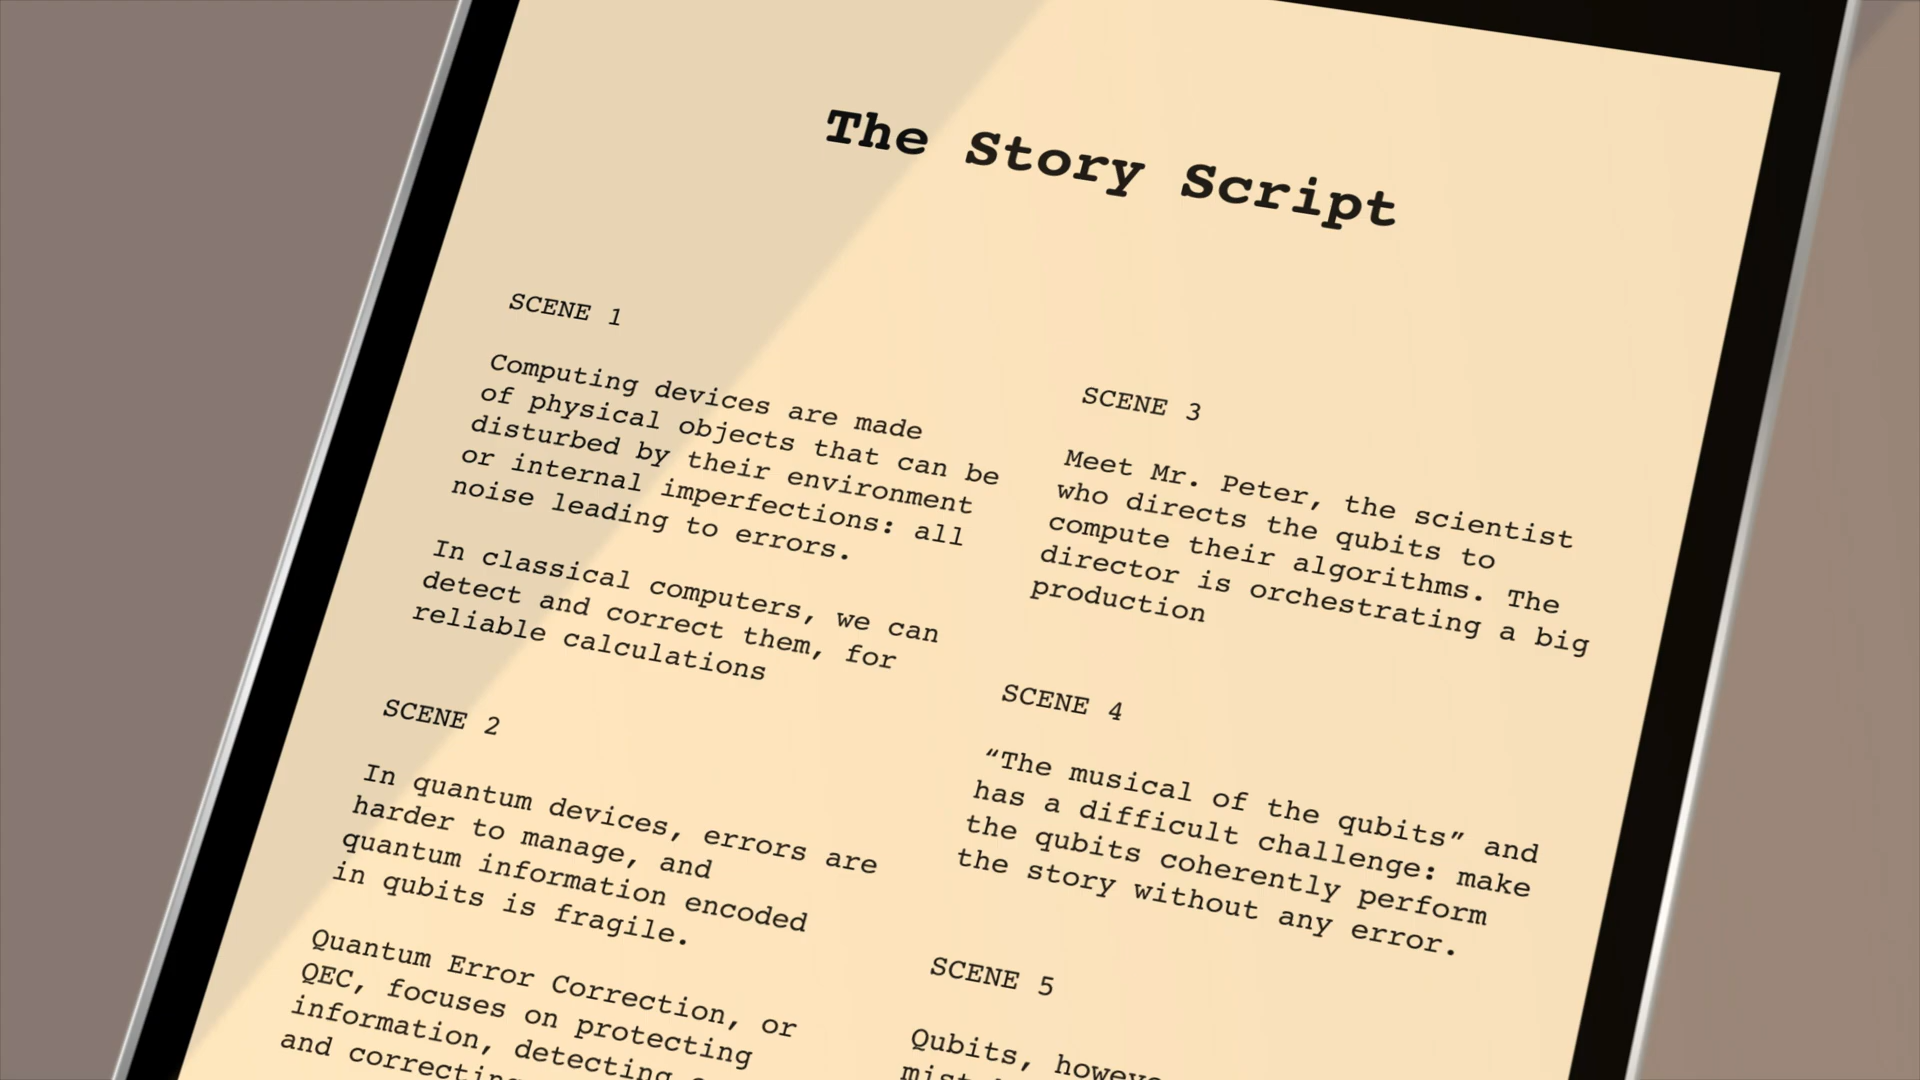 The Story Script
SCENE 1
Computing devices are made
of physical objects that can be
disturbed by their environment
or internal imperfections: all
noise leading to errors.
In classical computers, we can
detect and correct them, for
reliable calculations
SCENE 2
In quantum devices, errors are
harder to manage, and
quantum information encoded
in qubits is fragile.
Quantum Error Correction, or
QEC, focuses on protecting
information, detecting
and correcting
SCENE 3
Meet Mr. Peter, the scientist
who directs the qubits to
compute their algorithms. The
director is orchestrating a big
production
SCENE 4
“The musical of the qubits” and
has a difficult challenge: make
the qubits coherently perform
the story without any error.
SCENE 5
Qubits,